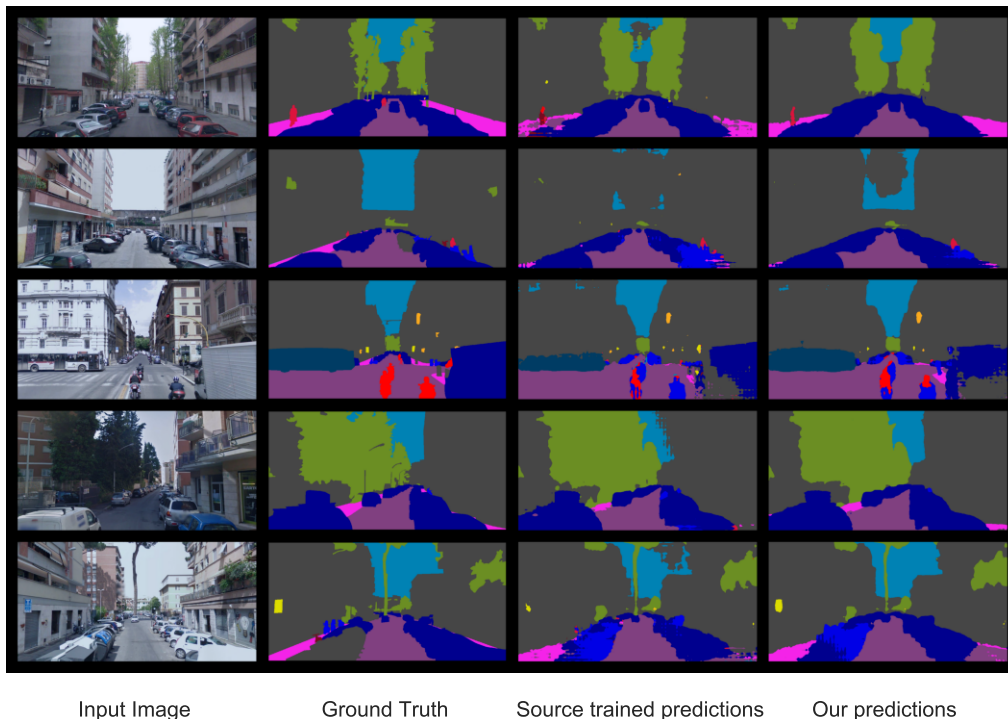 Input Image
Ground Truth
Source trained predictions
Our predictions